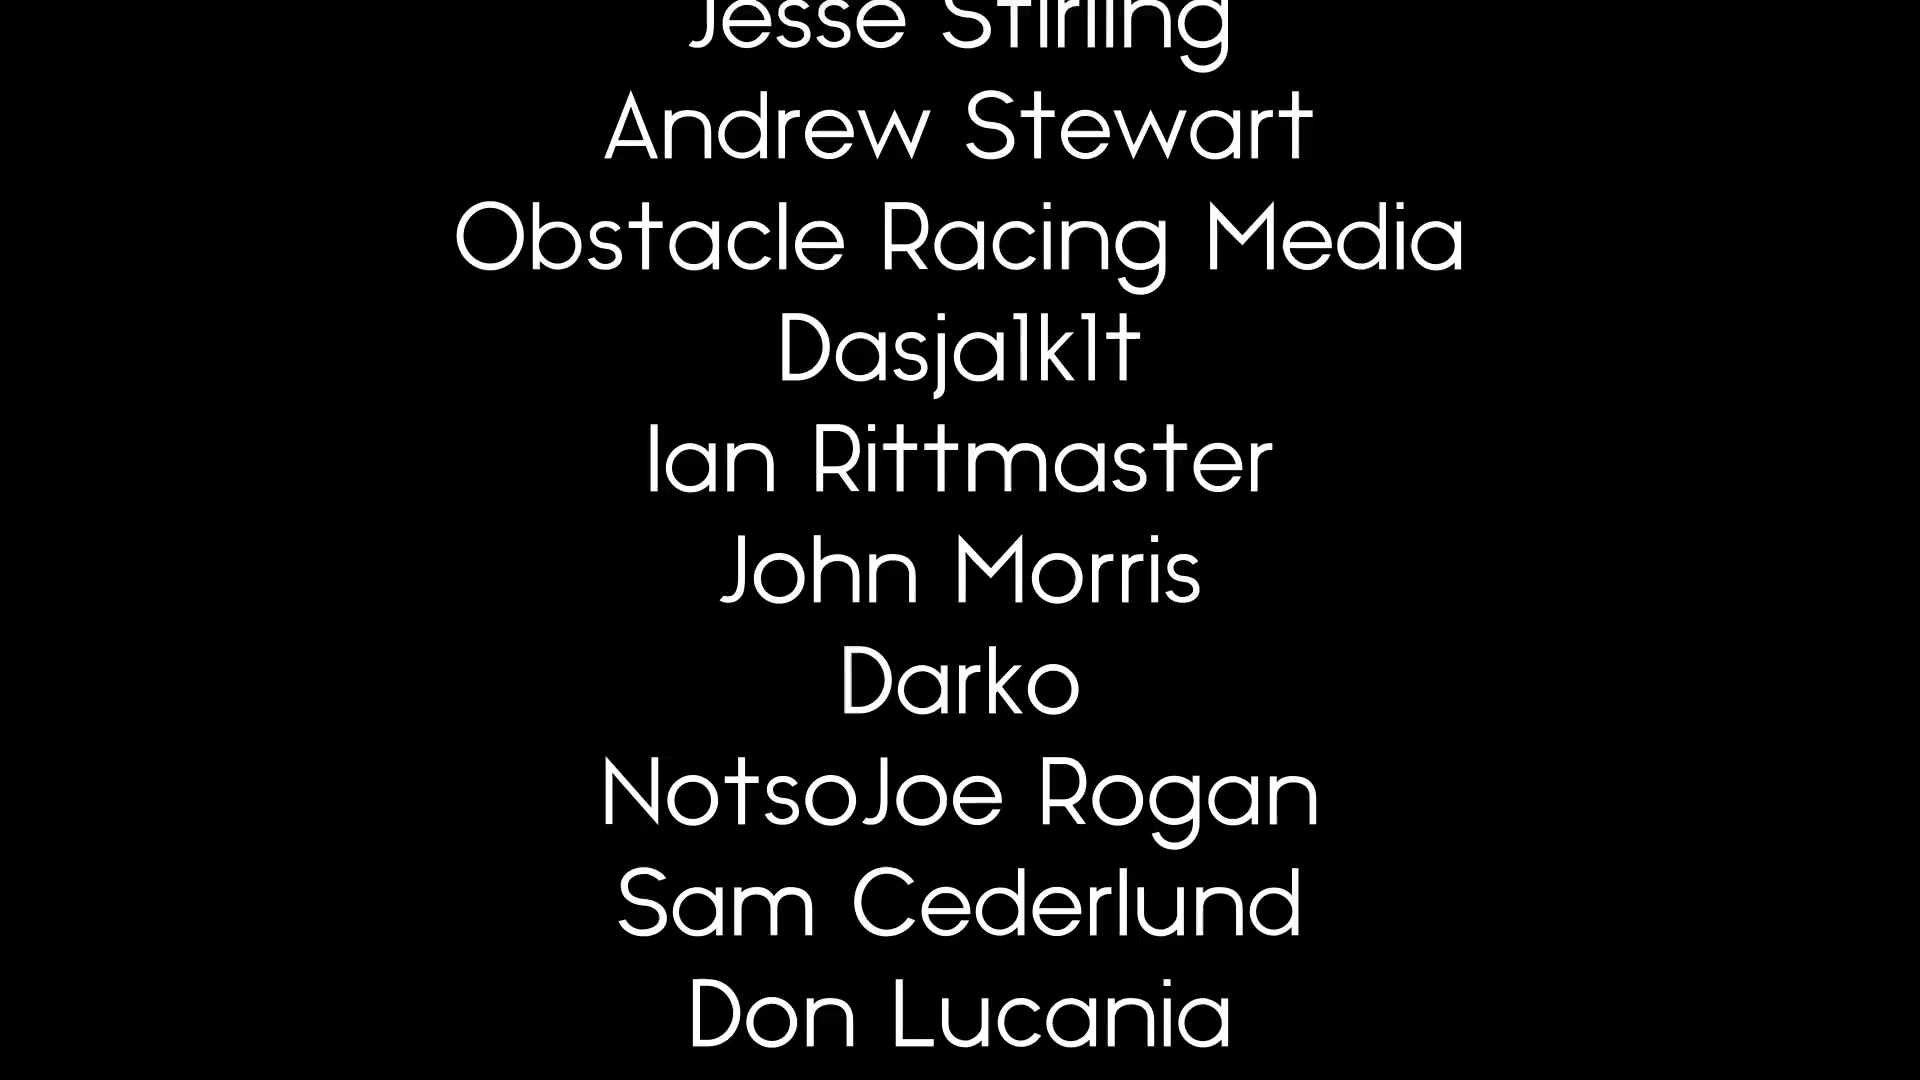 Jesse Stirling
Andrew Stewart
Obstacle Racing Media
Dasja1k1t
Ian Rittmaster
John Morris
Darko
NotsoJoe Rogan
Sam Cederlund
Don Lucania